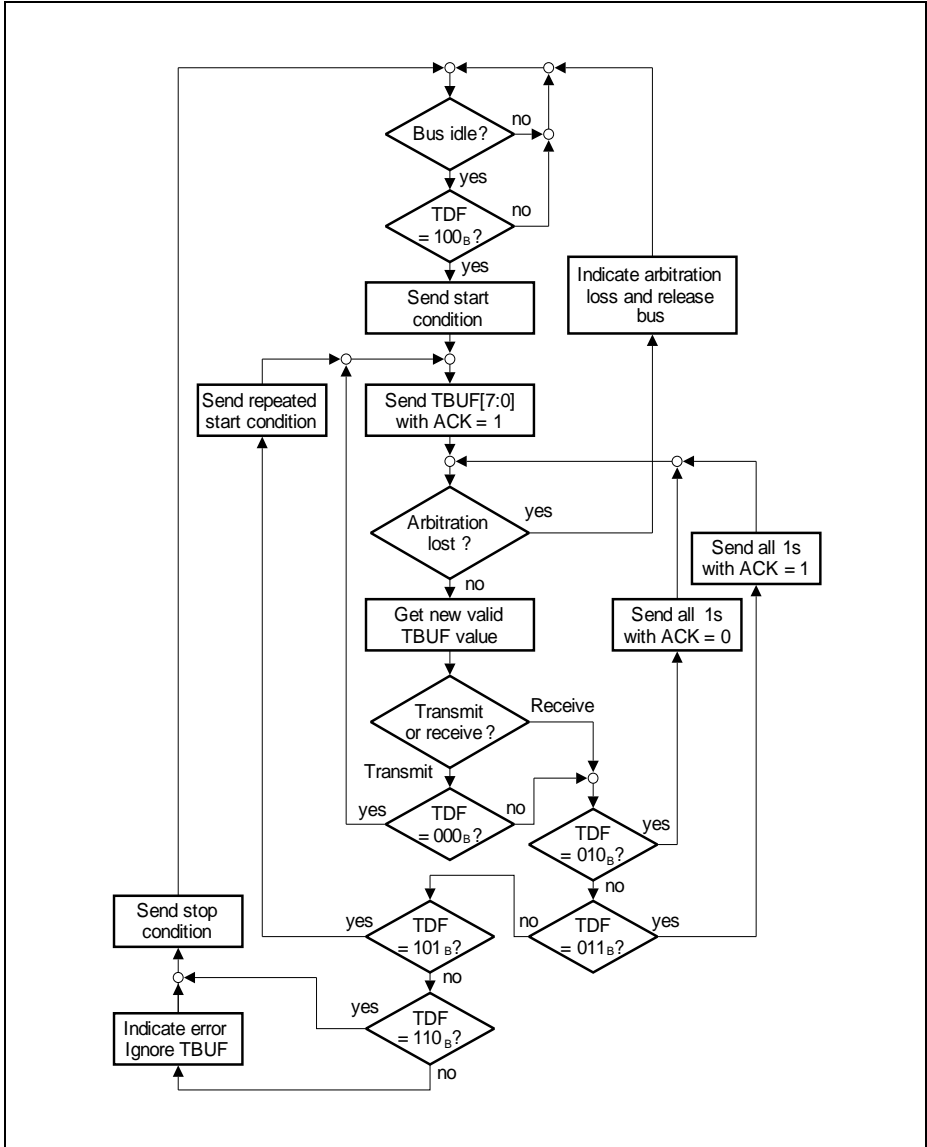 Bus idle?
no
yes
TDF
= 100B?
no
yes
Send start
condition
Indicate arbitration
loss and release
bus
Send repeated
start condition
Send TBUF[7:0]
with ACK = 1
Arbitration
lost ?
yes
no
Send all 1s
with ACK = 1
Get new valid
TBUF value
Send all 1s
with ACK = 0
Transmit
or receive ?
Receive
Transmit
TDF
= 000B?
yes
no
TDF
= 010B?
yes
no
Send stop
condition
TDF
= 101B?
yes
no
TDF
= 011B?
no
yes
Indicate error
Ignore TBUF
TDF
= 110B?
yes
no